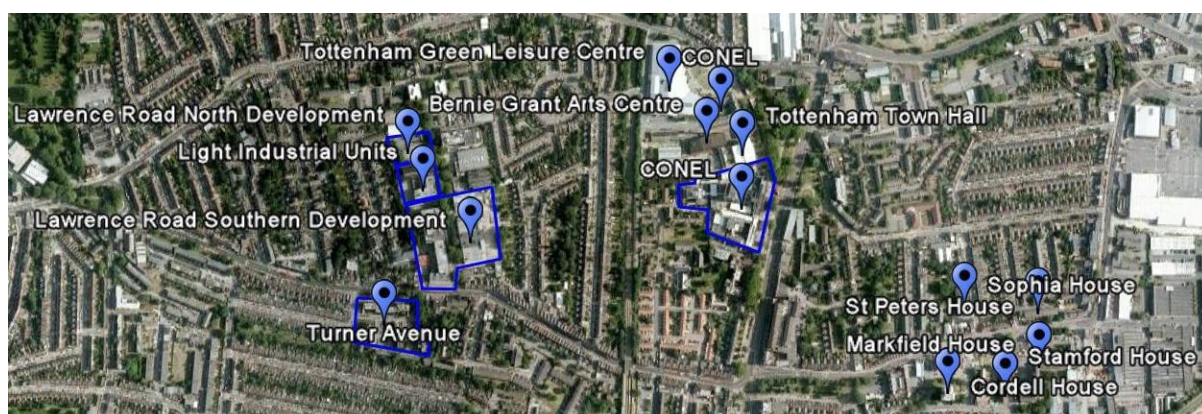 Tottenham Green Leisure Centre
CONEL
Lawrence Road North Development
Bernie Grant Arts Centre
Tottenham Town Hall
Light Industrial Units
CONEL
Lawrence Road Southern Development
Sophia House
St Peters House
Turner Avenue
Markfield House
Stamford House
Cordell House